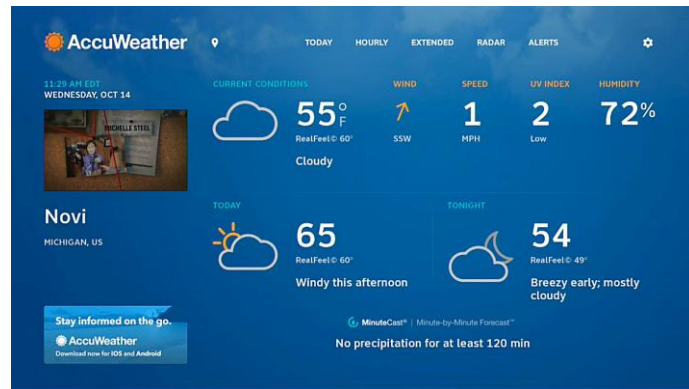 AccuWeather
TODAY HOURLY EXTENDED RADAR ALERTS
11:29 AM EDT
WEDNESDAY, OCT 14
MICHELLE STEEL
Novi
MICHIGAN, US
CURRENT CONDITIONS
55°
F
RealFeel© 60°
Cloudy
WIND
SSW
SPEED
1
MPH
UV INDEX
2
Low
HUMIDITY
72%
TODAY
65
RealFeel© 60°
Windy this afternoon
TONIGHT
54
RealFeel© 49°
Breezy early; mostly
cloudy
MinuteCast® | Minute-by-Minute Forecast™
No precipitation for at least 120 min
Stay informed on the go.
AccuWeather
Download now for IOS and Android